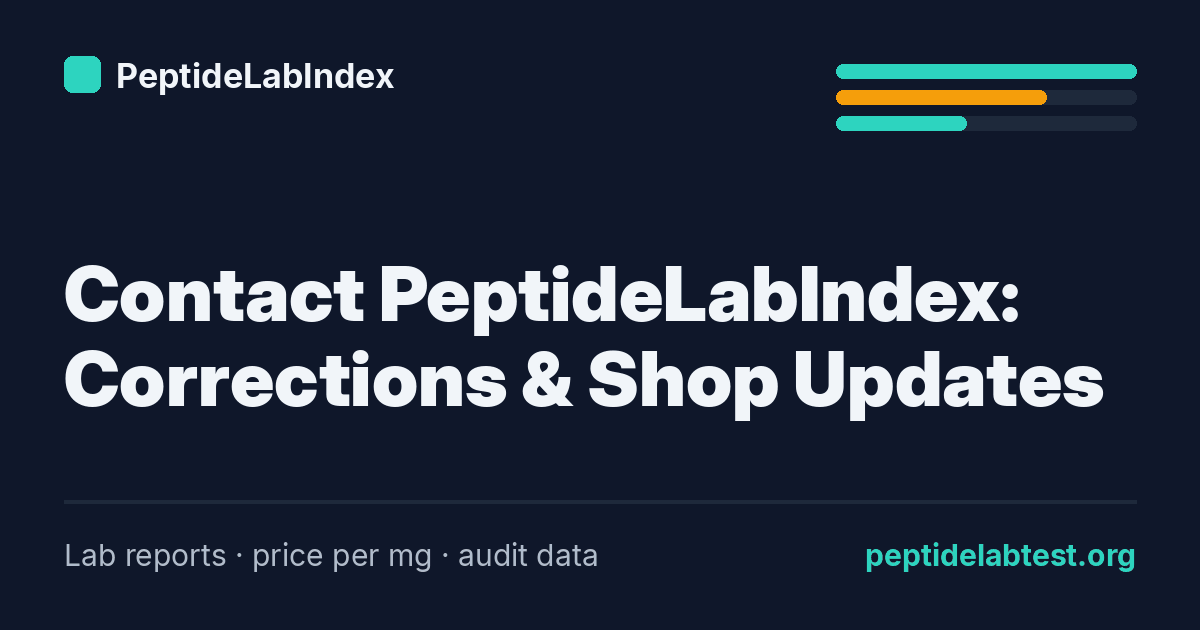 PeptideLabIndex
Contact PeptideLabIndex:
Corrections & Shop Updates
Lab reports · price per mg · audit data
peptidelabtest.org